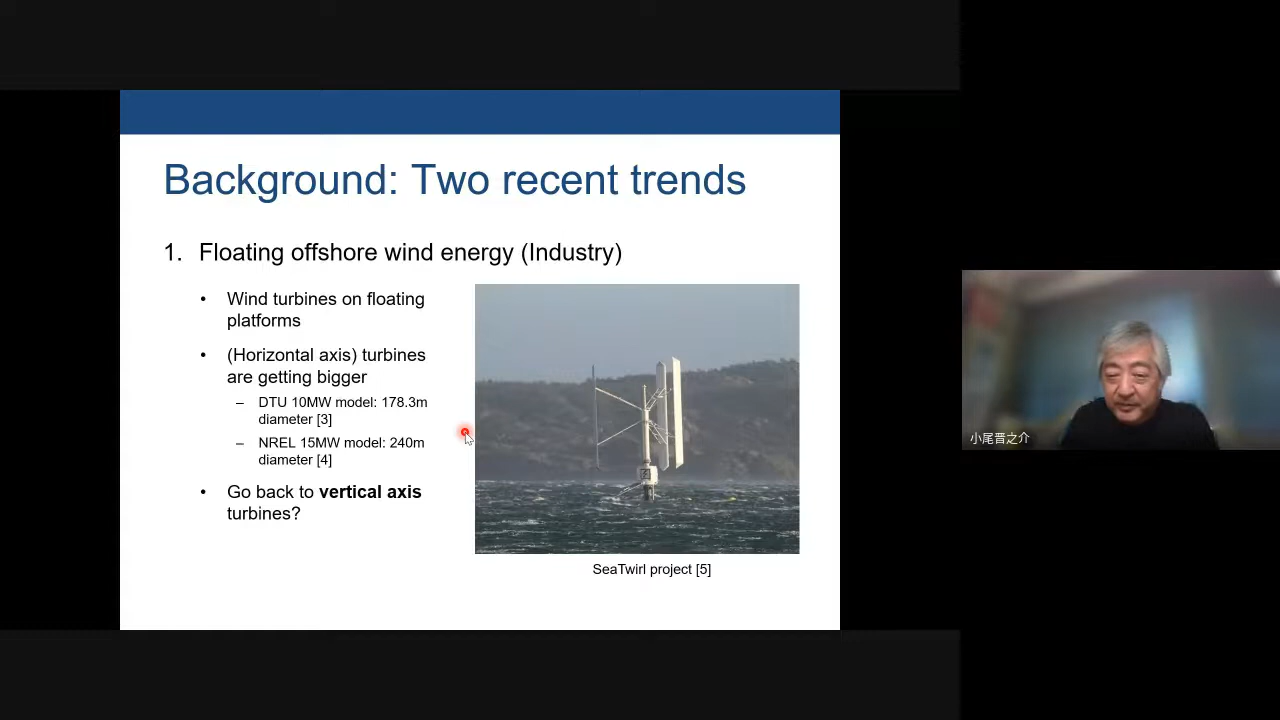 Background: Two recent trends
1. Floating offshore wind energy (Industry)
• Wind turbines on floating
platforms
• (Horizontal axis) turbines
are getting bigger
– DTU 10MW model: 178.3m
diameter [3]
– NREL 15MW model: 240m
diameter [4]
• Go back to vertical axis
turbines?
SeaTwirl project [5]
小尾晋之介